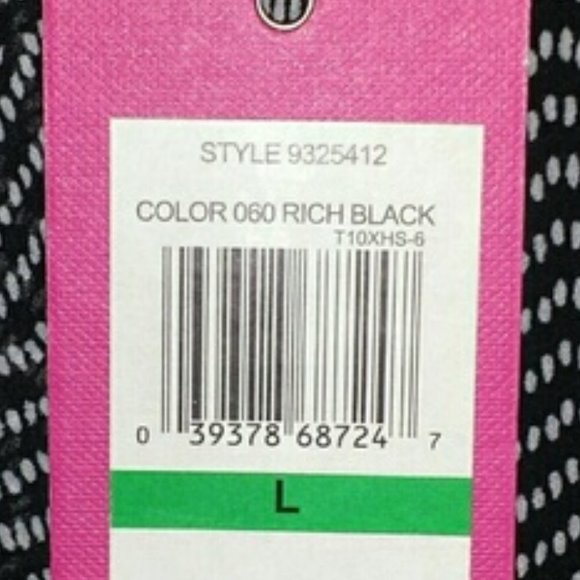 STYLE 9325412
COLOR 060 RICH BLACK
T10XHS-6
0 39378 68724 7
L